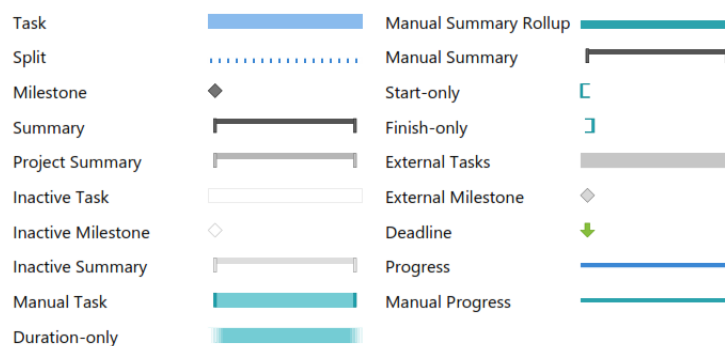 Task
Split
Milestone
Summary
Project Summary
Inactive Task
Inactive Milestone
Inactive Summary
Manual Task
Duration-only
Manual Summary Rollup
Manual Summary
Start-only
Finish-only
External Tasks
External Milestone
Deadline
Progress
Manual Progress